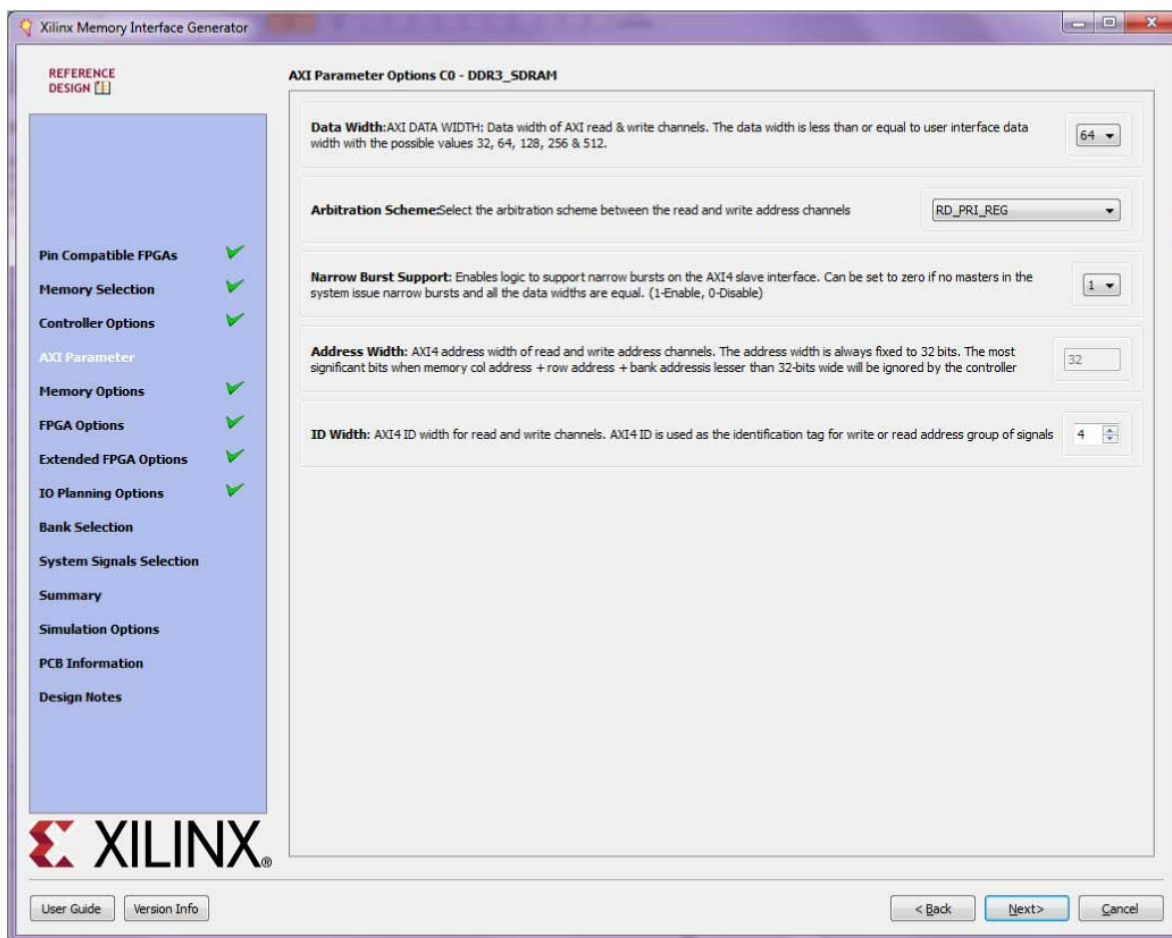 Xilinx Memory Interface Generator
REFERENCE
DESIGN
Pin Compatible FPGAs
Memory Selection
Controller Options
AXI Parameter
Memory Options
FPGA Options
Extended FPGA Options
IO Planning Options
Bank Selection
System Signals Selection
Summary
Simulation Options
PCB Information
Design Notes
XILINX®
AXI Parameter Options C0 - DDR3_SDRAM
Data Width:AXI DATA WIDTH: Data width of AXI read & write channels. The data width is less than or equal to user interface data
width with the possible values 32, 64, 128, 256 & 512.
64
Arbitration Scheme:Select the arbitration scheme between the read and write address channels
RD_PRI_REG
Narrow Burst Support: Enables logic to support narrow bursts on the AXI4 slave interface. Can be set to zero if no masters in the
system issue narrow bursts and all the data widths are equal. (1-Enable, 0-Disable)
1
Address Width: AXI4 address width of read and write address channels. The address width is always fixed to 32 bits. The most
significant bits when memory col address + row address + bank addressis lesser than 32-bits wide will be ignored by the controller
32
ID Width: AXI4 ID width for read and write channels. AXI4 ID is used as the identification tag for write or read address group of signals
4
User Guide
Version Info
< Back
Next>
Cancel